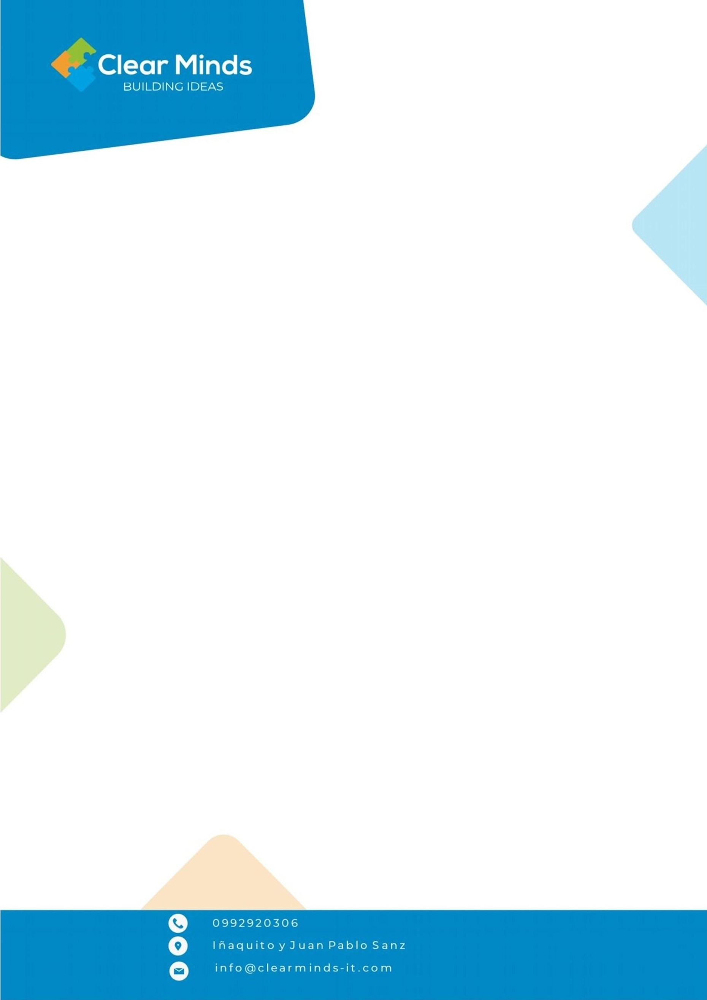 Clear Minds
BUILDING IDEAS
0992920306
Iñaquito y Juan Pablo Sanz
info@clearminds-it.com